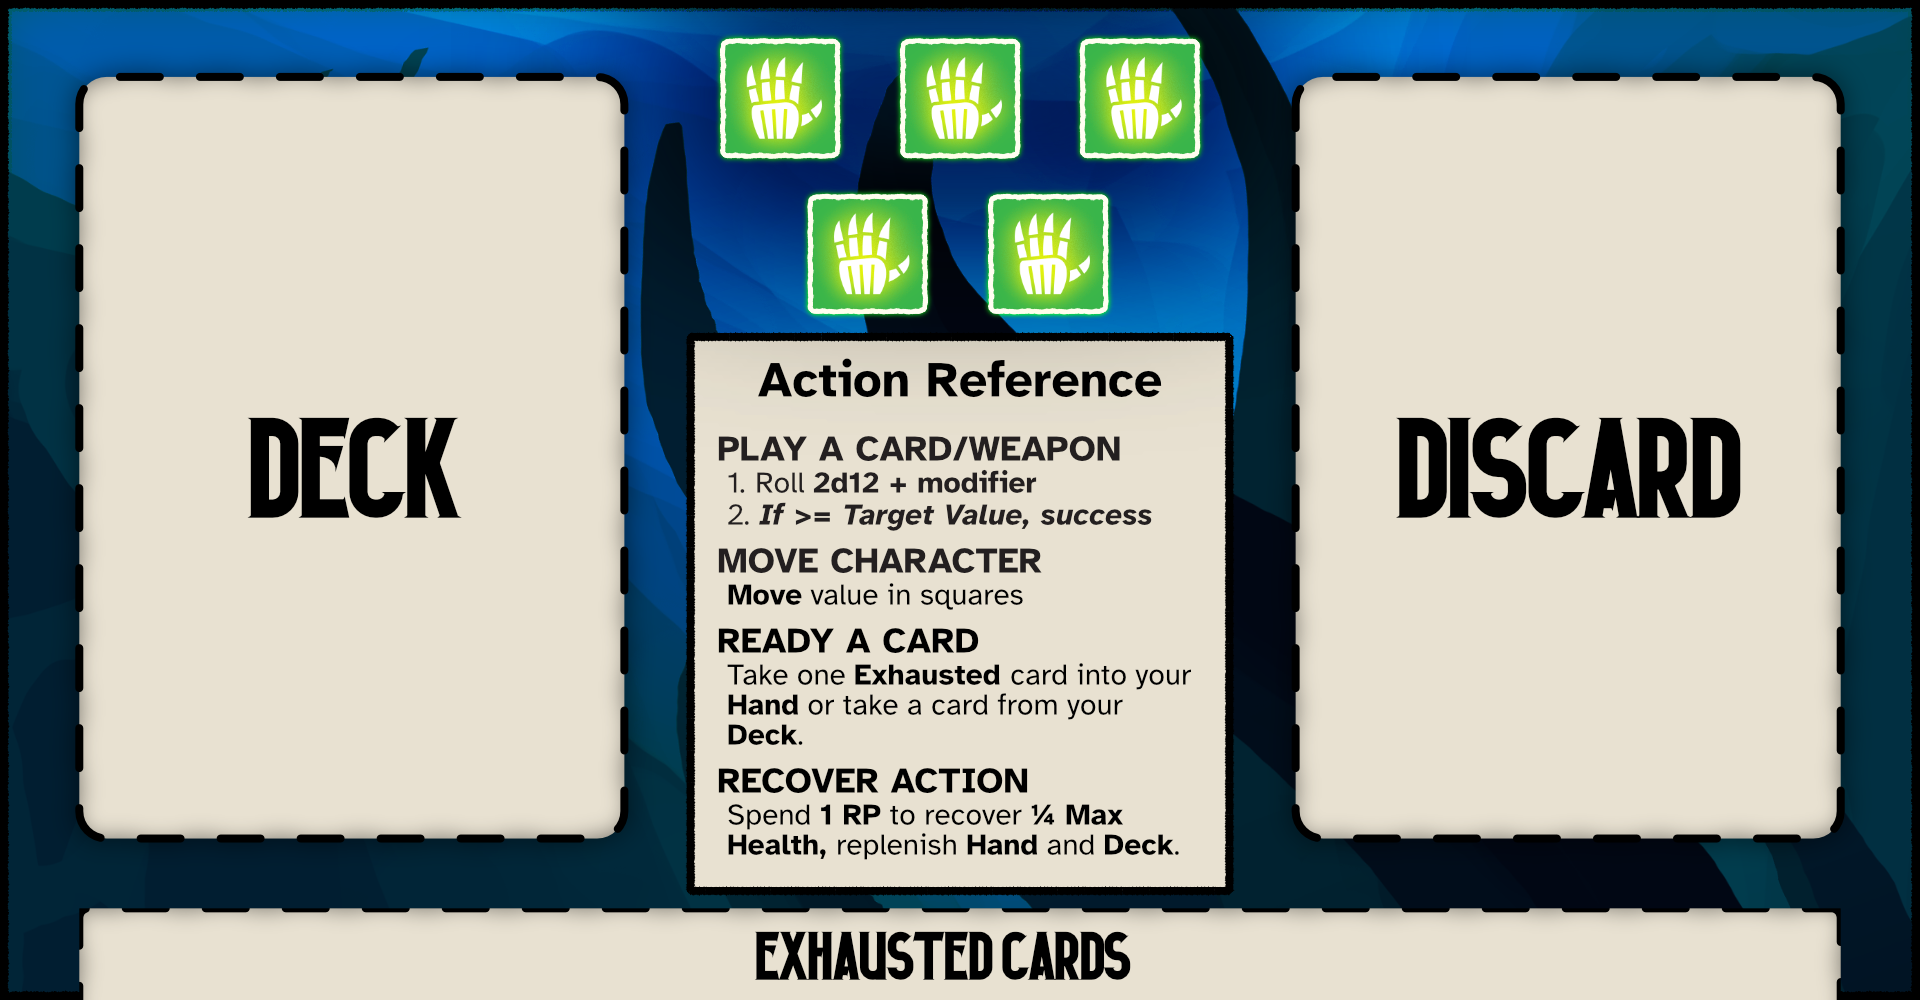 DECK
Action Reference
PLAY A CARD/WEAPON
1. Roll 2d12 + modifier
2. If >= Target Value, success
MOVE CHARACTER
Move value in squares
READY A CARD
Take one Exhausted card into your
Hand or take a card from your
Deck.
RECOVER ACTION
Spend 1 RP to recover ¼ Max
Health, replenish Hand and Deck.
DISCARD
EXHAUSTED CARDS